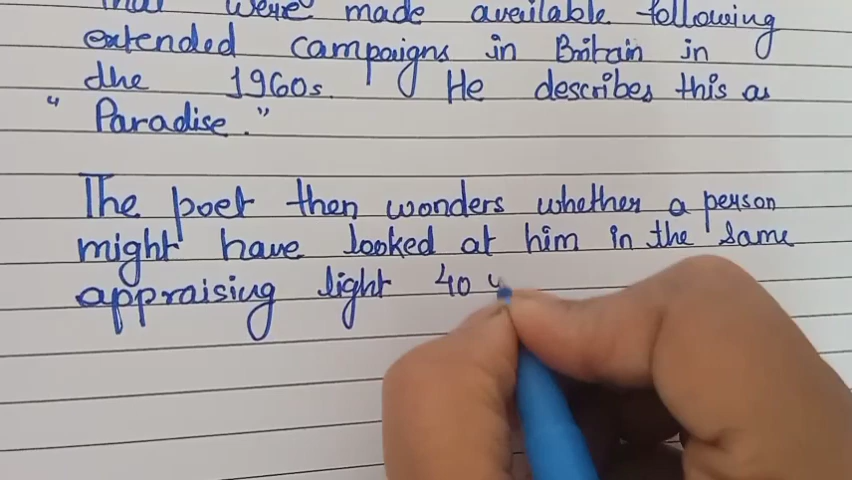 that were made available following
extended campaigns in Britain in
the 1960s. He describes this as
"Paradise."
The poet then wonders whether a person
might have looked at him in the same
appraising light 40 y